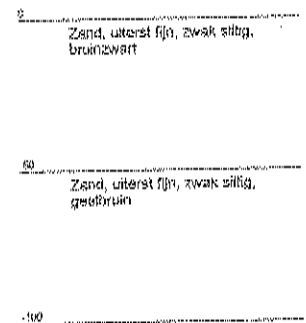 0
Zand, uiterst fijn, zwak siltig,
bruinzwart
50
Zand, uiterst fijn, zwak siltig,
geelbruin
-100